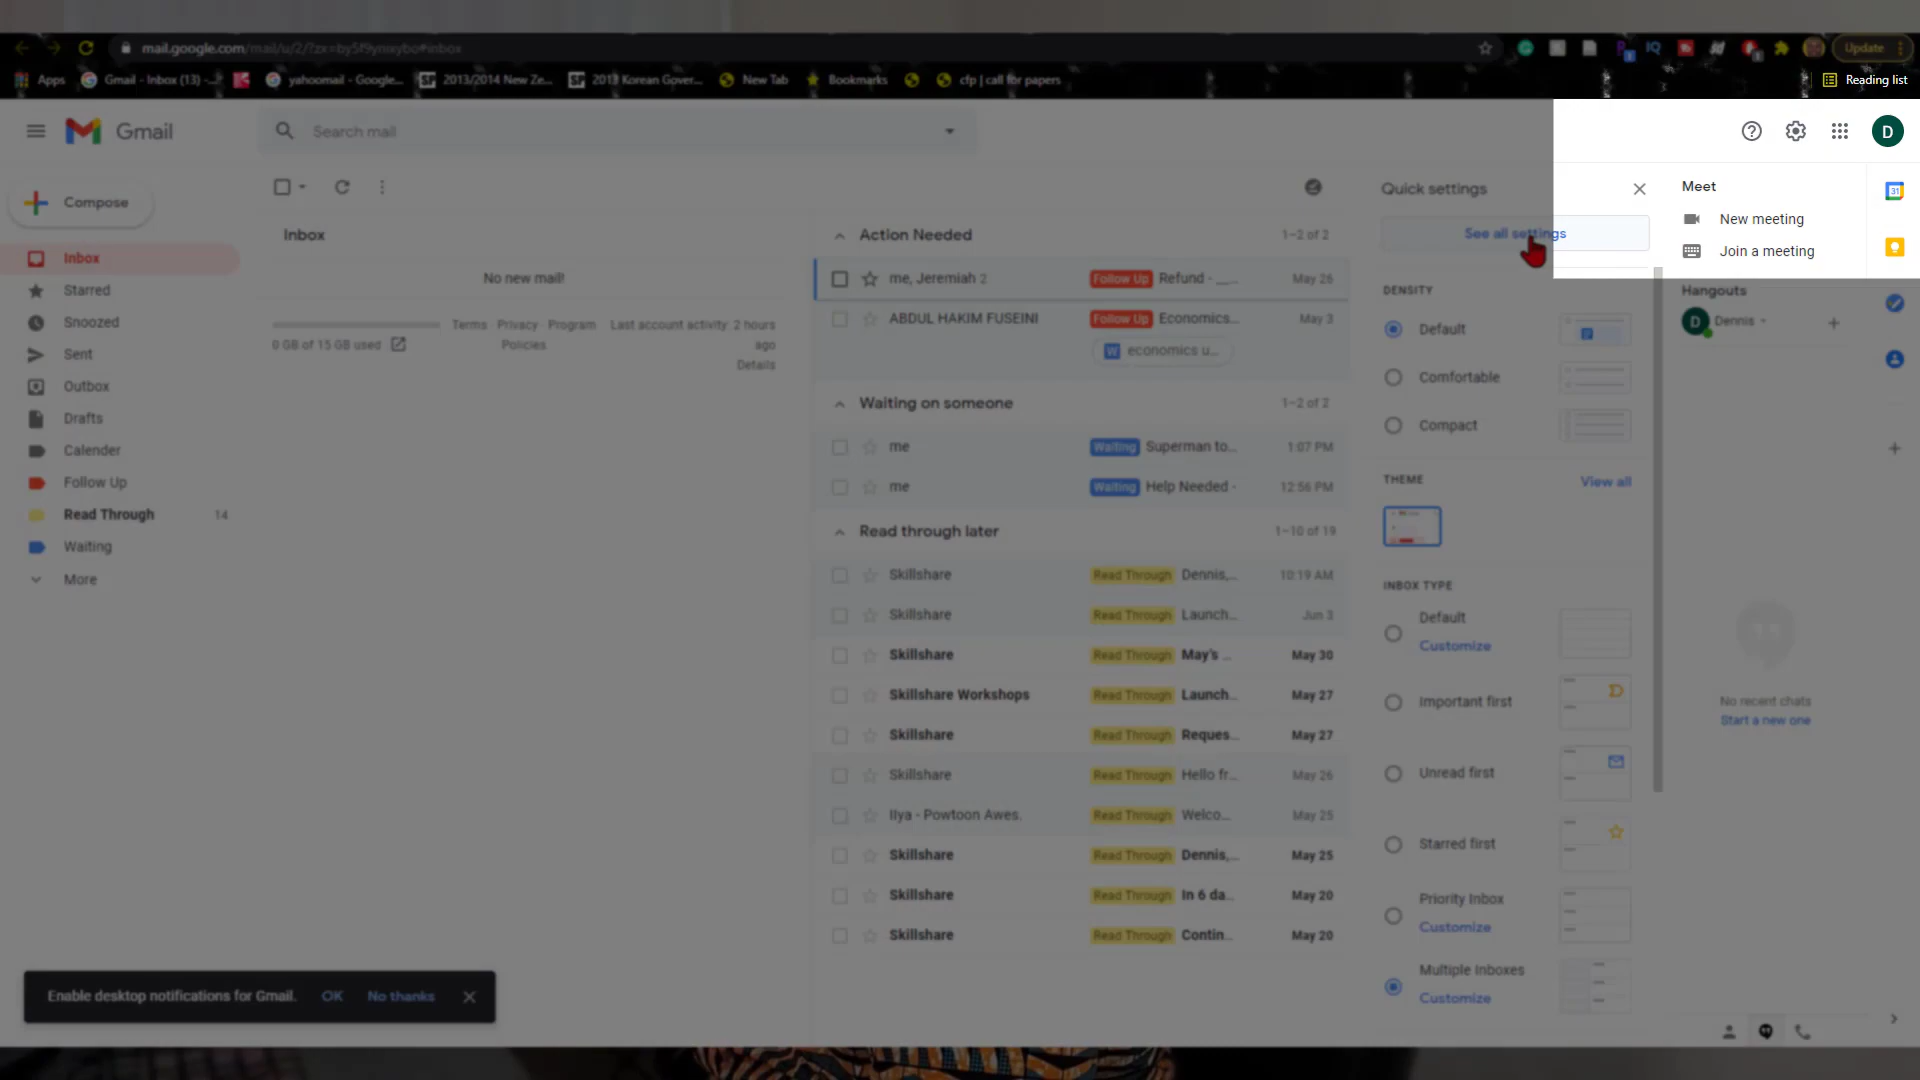 mail.google.com/mail/u/2/?zx=by5f9ynixybo#inbox
Update
Apps
Gmail - Inbox (13) -...
yahoomail - Google...
2013/2014 New Ze...
2013 Korean Gover...
New Tab
Bookmarks
cfp | call for papers
Reading list
Gmail
Search mail
D
Compose
Inbox
Starred
Snoozed
Sent
Outbox
Drafts
Calender
Follow Up
Read Through 14
Waiting
More
Inbox
No new mail!
0 GB of 15 GB used
Terms · Privacy · Program
Policies
Last account activity: 2 hours
ago
Details
Action Needed 1–2 of 2
me, Jeremiah 2 Follow Up Refund - __... May 26
ABDUL HAKIM FUSEINI Follow Up Economics... May 3
W economics u...
Waiting on someone 1–2 of 2
me Waiting Superman to... 1:07 PM
me Waiting Help Needed - 12:56 PM
Read through later 1–10 of 19
Skillshare Read Through Dennis,... 10:19 AM
Skillshare Read Through Launch... Jun 3
Skillshare Read Through May's ... May 30
Skillshare Workshops Read Through Launch... May 27
Skillshare Read Through Reques... May 27
Skillshare Read Through Hello fr... May 26
Ilya - Powtoon Awes. Read Through Welco... May 25
Skillshare Read Through Dennis,... May 25
Skillshare Read Through In 6 da... May 20
Skillshare Read Through Contin... May 20
Quick settings
See all settings
DENSITY
Default
Comfortable
Compact
THEME View all
INBOX TYPE
Default
Customize
Important first
Unread first
Starred first
Priority Inbox
Customize
Multiple Inboxes
Customize
Meet
New meeting
Join a meeting
Hangouts
D Dennis
No recent chats
Start a new one
31
Enable desktop notifications for Gmail. OK No thanks